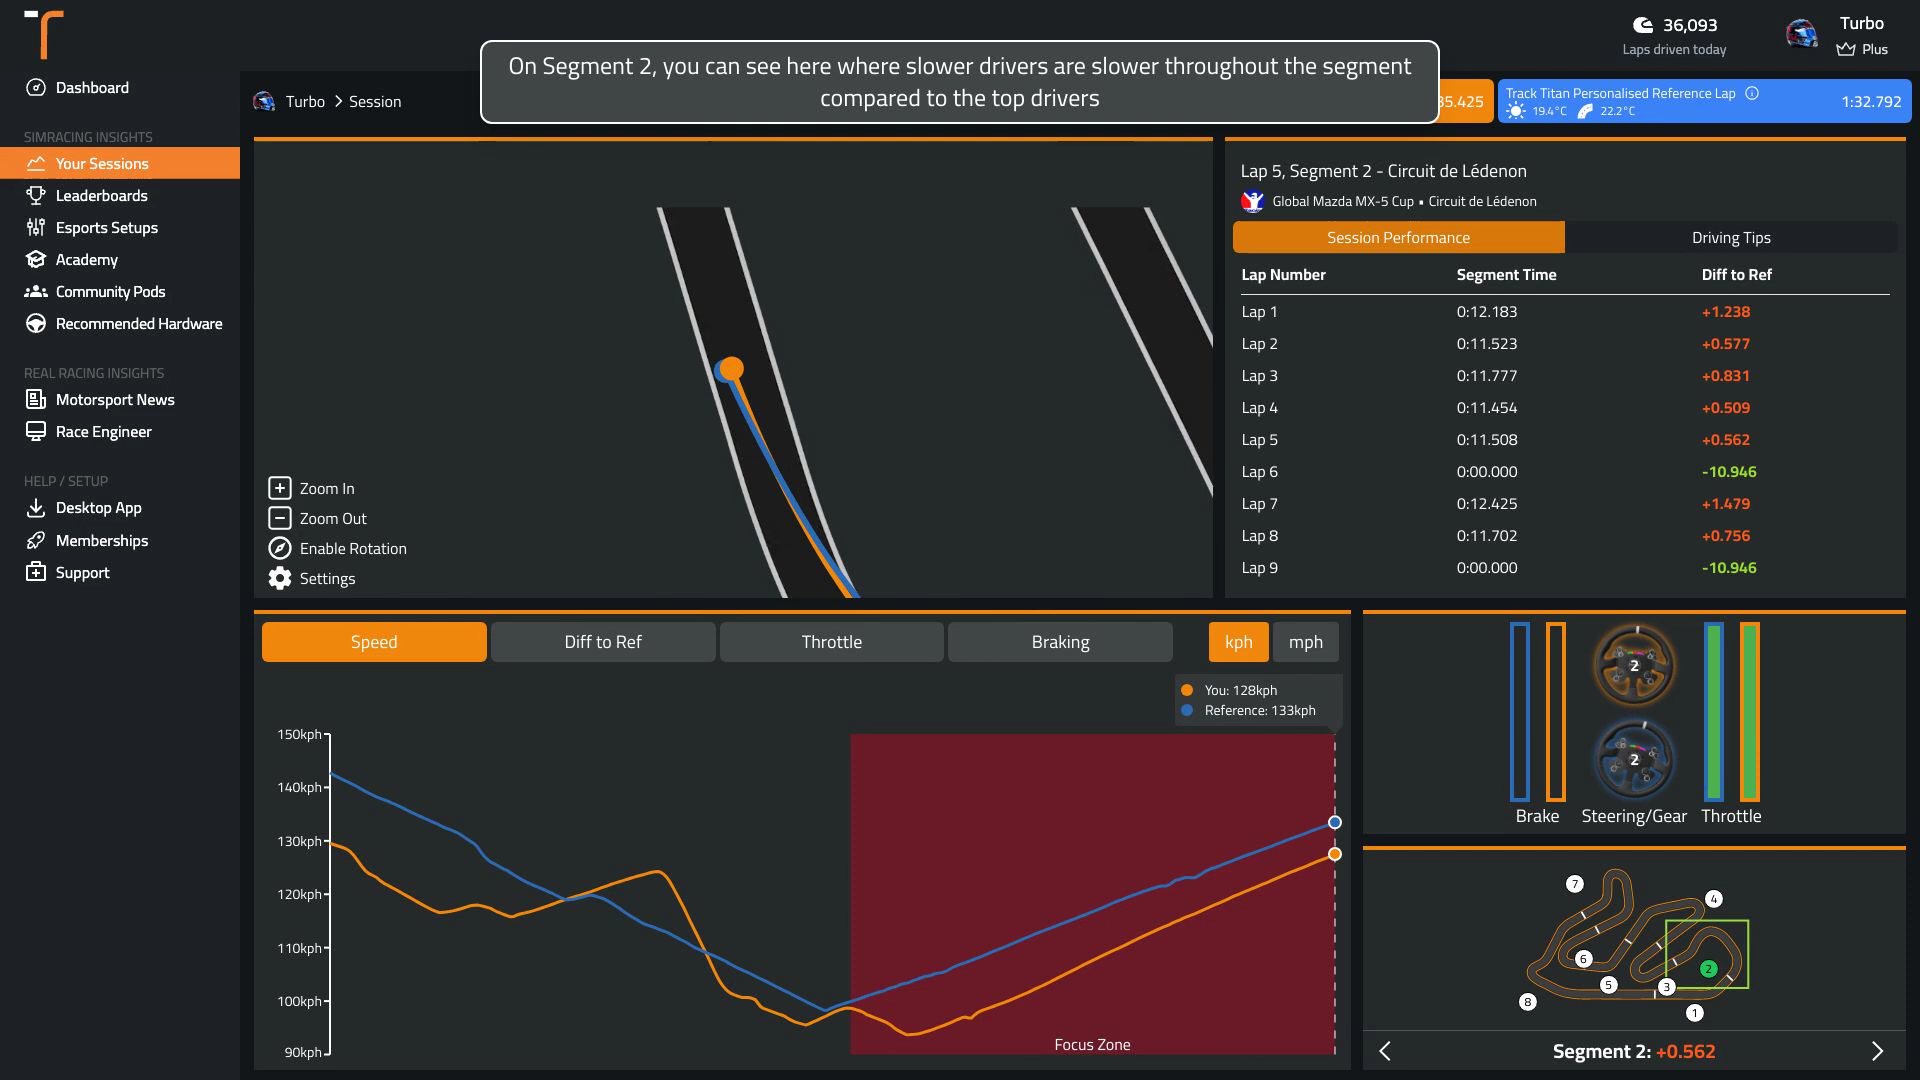 36,093
Laps driven today
Turbo
Plus
On Segment 2, you can see here where slower drivers are slower throughout the segment
compared to the top drivers
Dashboard
SIMRACING INSIGHTS
Your Sessions
Leaderboards
Esports Setups
Academy
Community Pods
Recommended Hardware
REAL RACING INSIGHTS
Motorsport News
Race Engineer
HELP / SETUP
Desktop App
Memberships
Support
Turbo > Session
35.425
Track Titan Personalised Reference Lap
19.4°C 22.2°C
1:32.792
Zoom In
Zoom Out
Enable Rotation
Settings
Lap 5, Segment 2 - Circuit de Lédenon
Global Mazda MX-5 Cup • Circuit de Lédenon
Session Performance Driving Tips
Lap Number Segment Time Diff to Ref
Lap 1 0:12.183 +1.238
Lap 2 0:11.523 +0.577
Lap 3 0:11.777 +0.831
Lap 4 0:11.454 +0.509
Lap 5 0:11.508 +0.562
Lap 6 0:00.000 -10.946
Lap 7 0:12.425 +1.479
Lap 8 0:11.702 +0.756
Lap 9 0:00.000 -10.946
Speed Diff to Ref Throttle Braking kph mph
You: 128kph
Reference: 133kph
150kph
140kph
130kph
120kph
110kph
100kph
90kph
Focus Zone
2
2
Brake Steering/Gear Throttle
7
4
6
2
5
3
8
1
Segment 2: +0.562